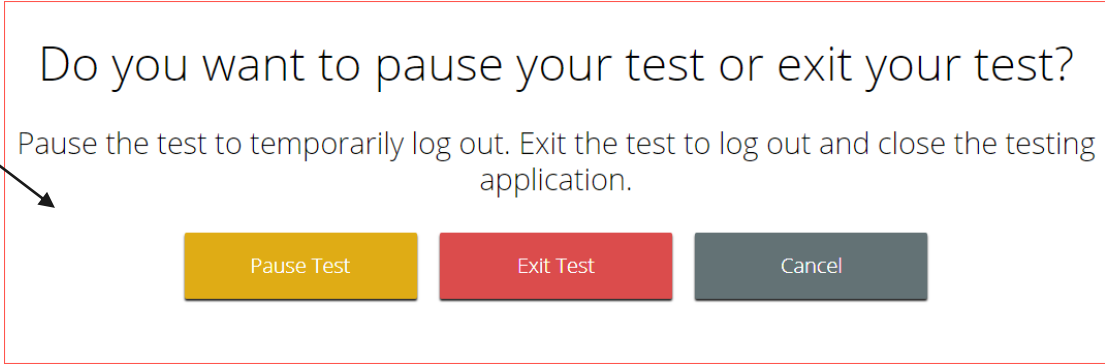 Do you want to pause your test or exit your test?
Pause the test to temporarily log out. Exit the test to log out and close the testing
application.
Pause Test
Exit Test
Cancel